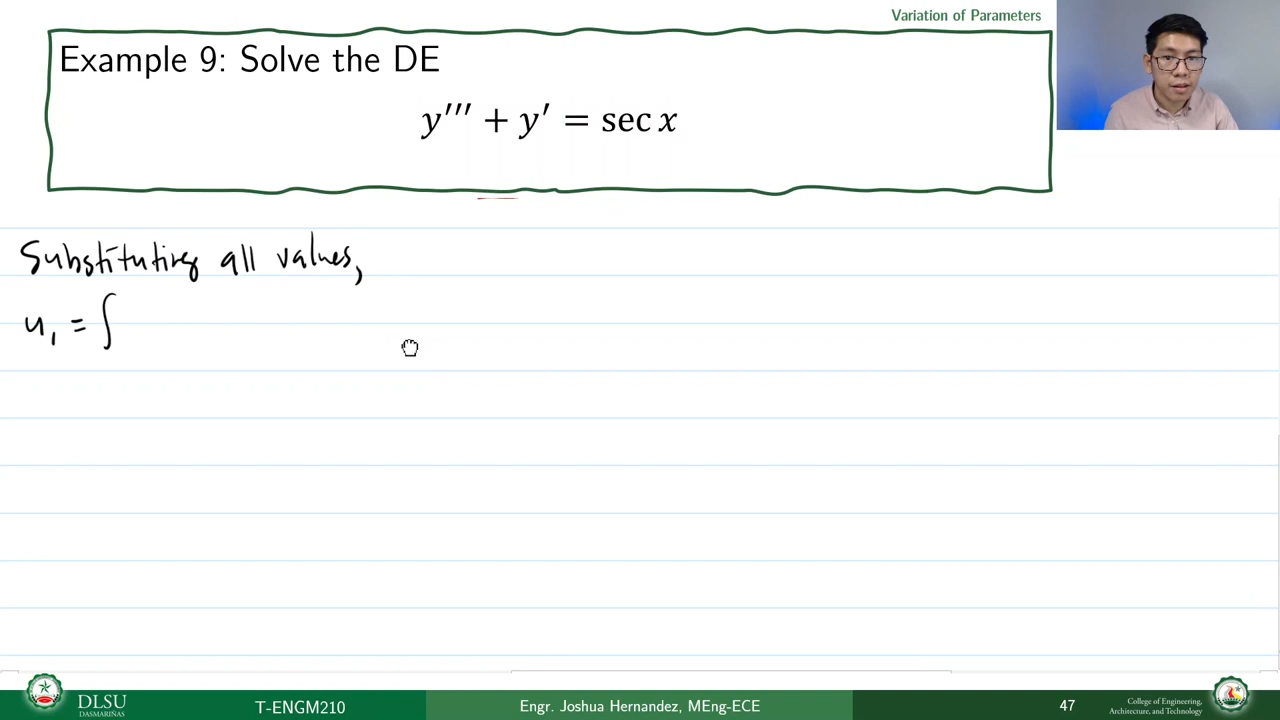 Variation of Parameters
Example 9: Solve the DE
y′′′ + y′ = sec x
Substituting all values,
u₁ = ∫
DLSU
DASMARIÑAS
T-ENGM210
Engr. Joshua Hernandez, MEng-ECE
47
College of Engineering,
Architecture, and Technology